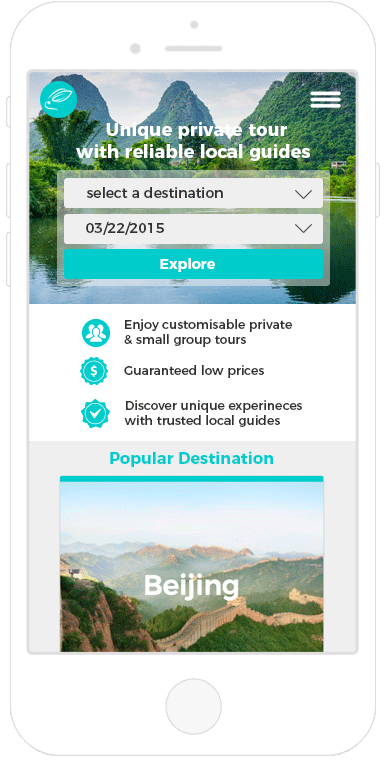 Unique private tour
with reliable local guides
select a destination
03/22/2015
Explore
Enjoy customisable private
& small group tours
$ Guaranteed low prices
Discover unique experineces
with trusted local guides
Popular Destination
Beijing